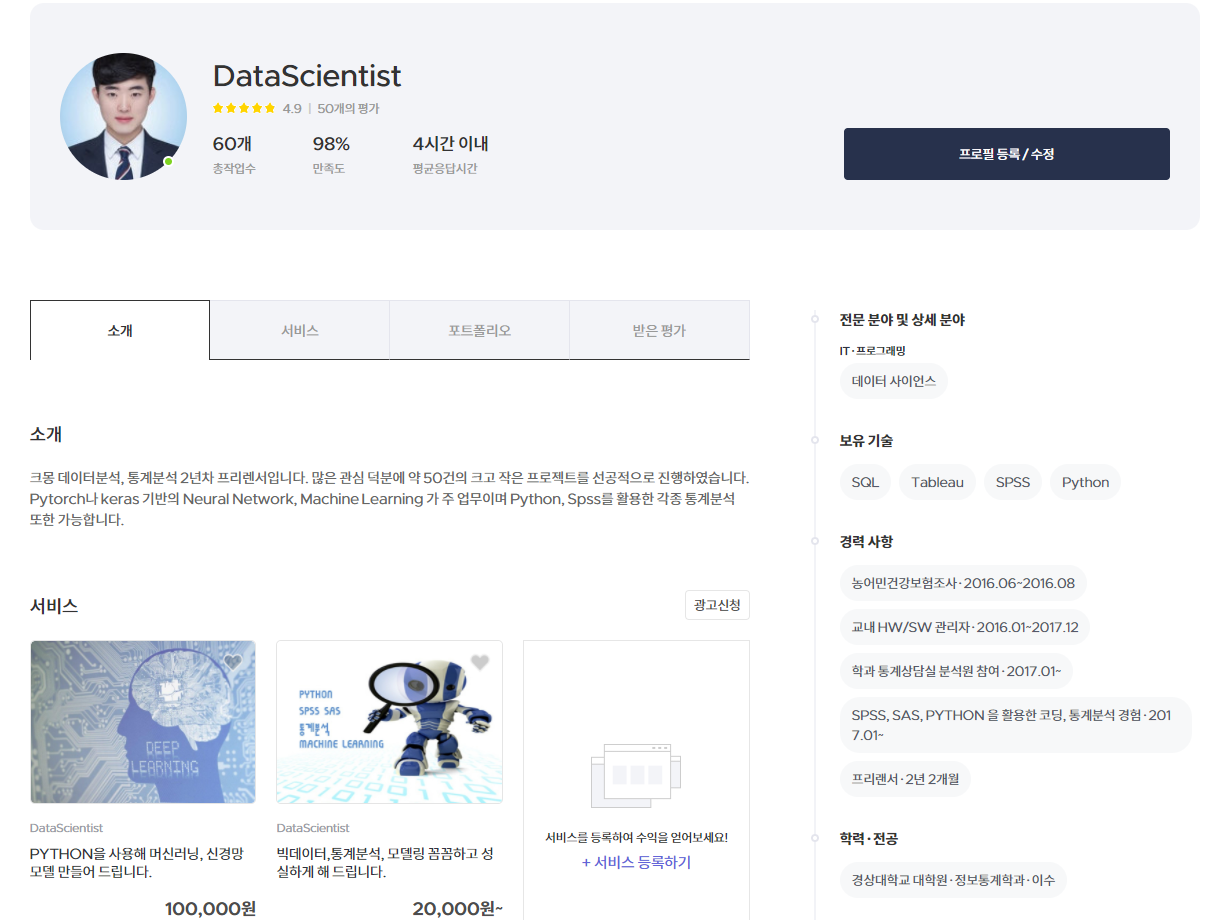 DataScientist
4.9 | 50개의 평가
60개 98% 4시간 이내
총작업수 만족도 평균응답시간
프로필 등록 / 수정
소개 서비스 포트폴리오 받은 평가
소개
크몽 데이터분석, 통계분석 2년차 프리렌서입니다. 많은 관심 덕분에 약 50건의 크고 작은 프로젝트를 선공적으로 진행하였습니다.
Pytorch나 keras 기반의 Neural Network, Machine Learning 가 주 업무이며 Python, Spss를 활용한 각종 통계분석
또한 가능합니다.
서비스
광고신청
DEEP
LEARNING
DataScientist
PYTHON을 사용해 머신러닝, 신경망
모델 만들어 드립니다.
100,000원
PYTHON
SPSS SAS
통계분석
MACHINE LEARNING
DataScientist
빅데이터,통계분석, 모델링 꼼꼼하고 성
실하게 해 드립니다.
20,000원~
서비스를 등록하여 수익을 얻어보세요!
+ 서비스 등록하기
전문 분야 및 상세 분야
IT·프로그래밍
데이터 사이언스
보유 기술
SQL Tableau SPSS Python
경력 사항
농어민건강보험조사·2016.06~2016.08
교내 HW/SW 관리자·2016.01~2017.12
학과 통계상담실 분석원 참여·2017.01~
SPSS, SAS, PYTHON 을 활용한 코딩, 통계분석 경험·201
7.01~
프리랜서·2년 2개월
학력·전공
경상대학교 대학원·정보통계학과·이수